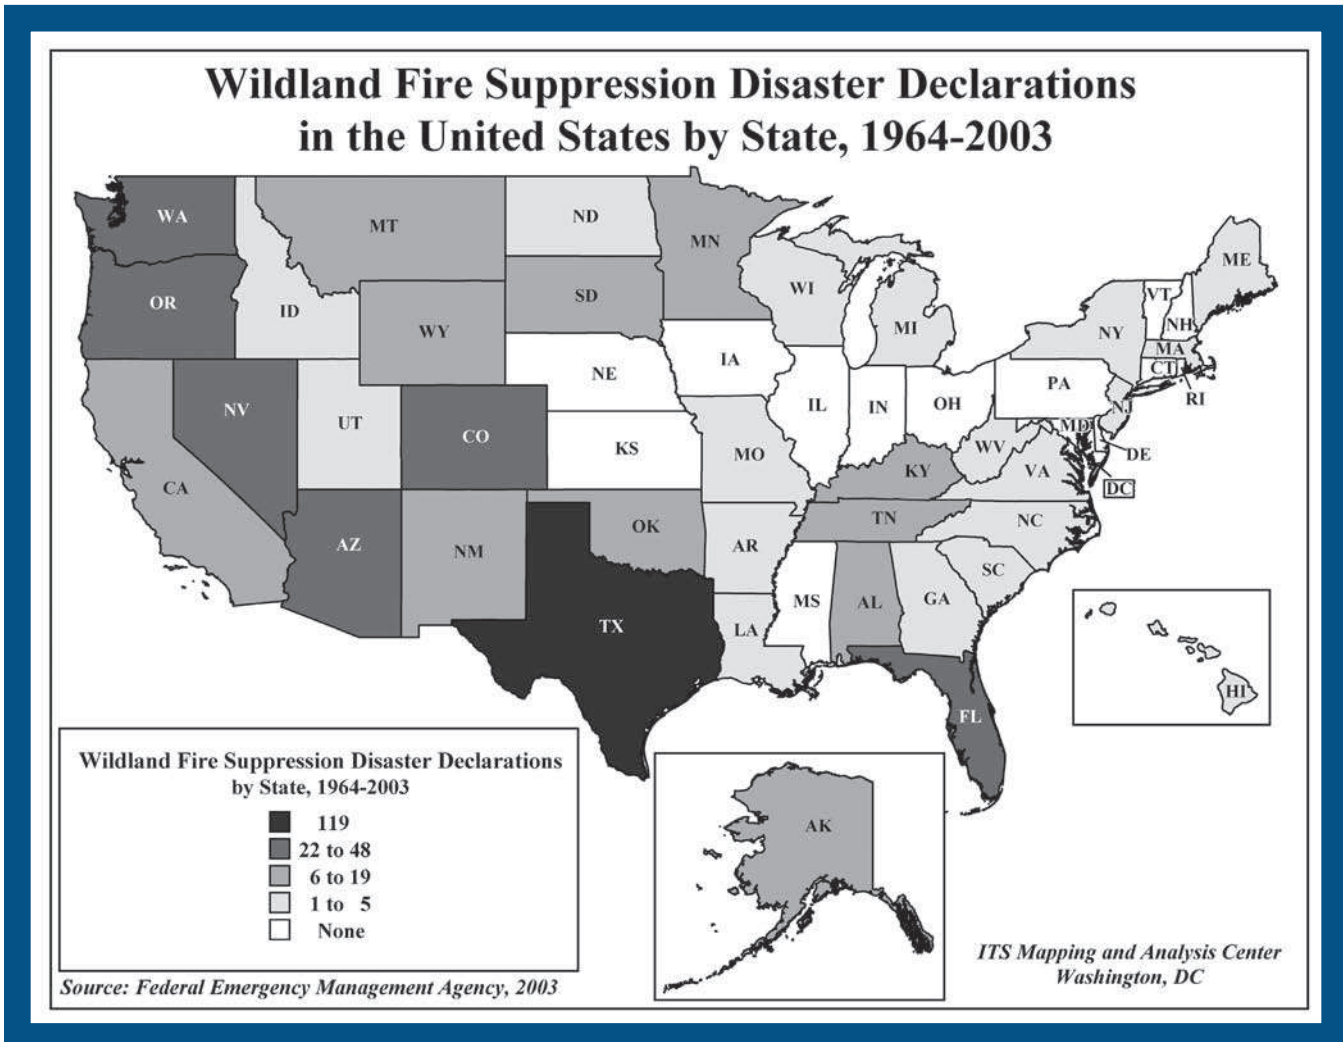 Wildland Fire Suppression Disaster Declarations
in the United States by State, 1964-2003
WA
MT
ND
MN
ME
OR
ID
SD
WI
VT
NH
NY
MI
WY
MA
CT
RI
IA
NE
PA
NV
UT
CO
IL
IN
OH
NJ
MD
DE
KS
MO
WV
VA
DC
CA
KY
OK
TN
NC
AZ
NM
AR
SC
MS
AL
GA
TX
LA
HI
FL
AK
Wildland Fire Suppression Disaster Declarations
by State, 1964-2003
119
22 to 48
6 to 19
1 to 5
None
Source: Federal Emergency Management Agency, 2003
ITS Mapping and Analysis Center
Washington, DC